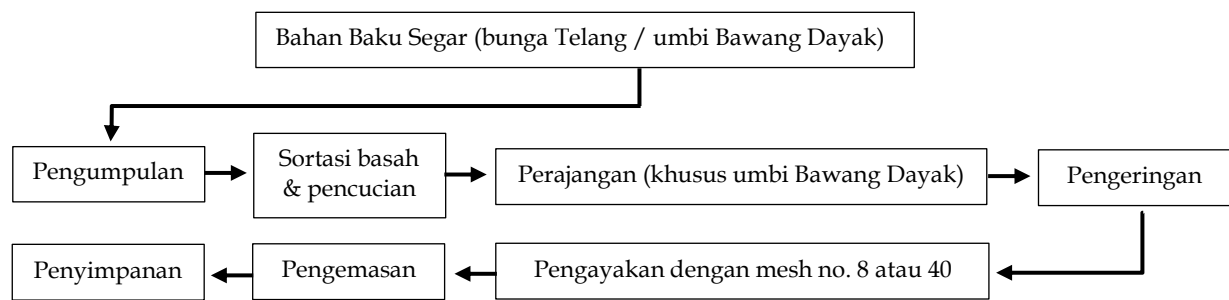 Bahan Baku Segar (bunga Telang / umbi Bawang Dayak)
Pengumpulan
Sortasi basah
& pencucian
Perajangan (khusus umbi Bawang Dayak)
Pengeringan
Pengayakan dengan mesh no. 8 atau 40
Pengemasan
Penyimpanan